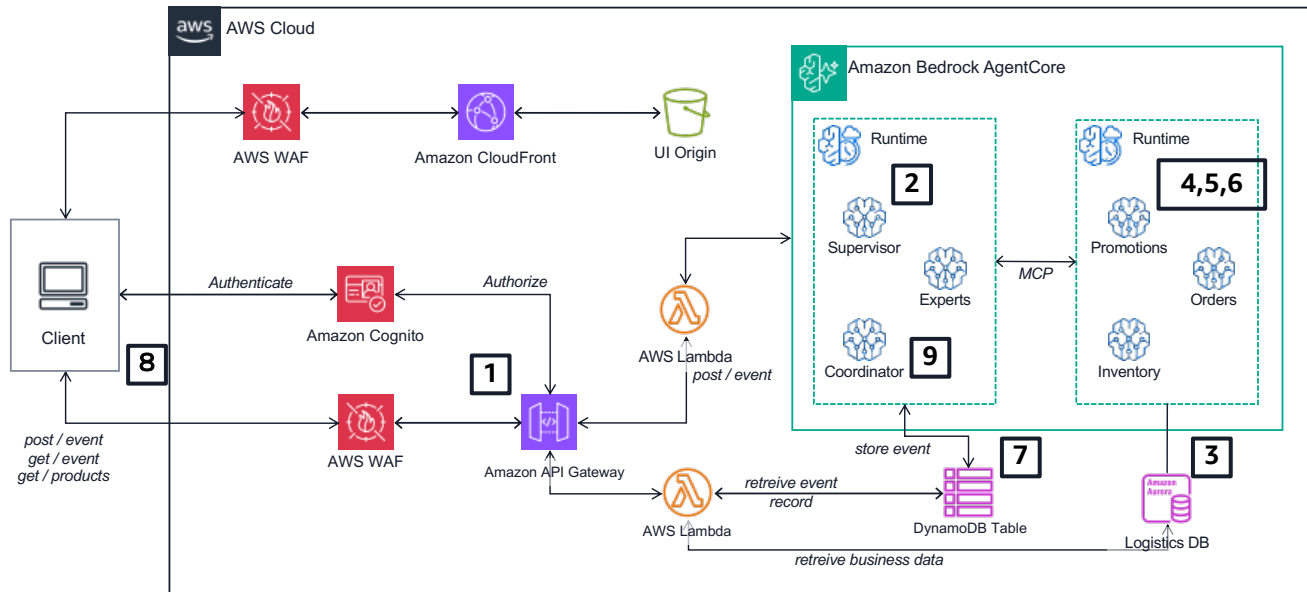 aws
AWS Cloud
Amazon Bedrock AgentCore
AWS WAF
Amazon CloudFront
UI Origin
Runtime
2
Supervisor
Experts
Coordinator
9
MCP
Runtime
4,5,6
Promotions
Orders
Inventory
Client
8
Authenticate
Amazon Cognito
Authorize
1
AWS Lambda
post / event
post / event
get / event
get / products
AWS WAF
Amazon API Gateway
store event
7
3
AWS Lambda
retreive event
record
DynamoDB Table
Amazon
Aurora
Logistics DB
retreive business data